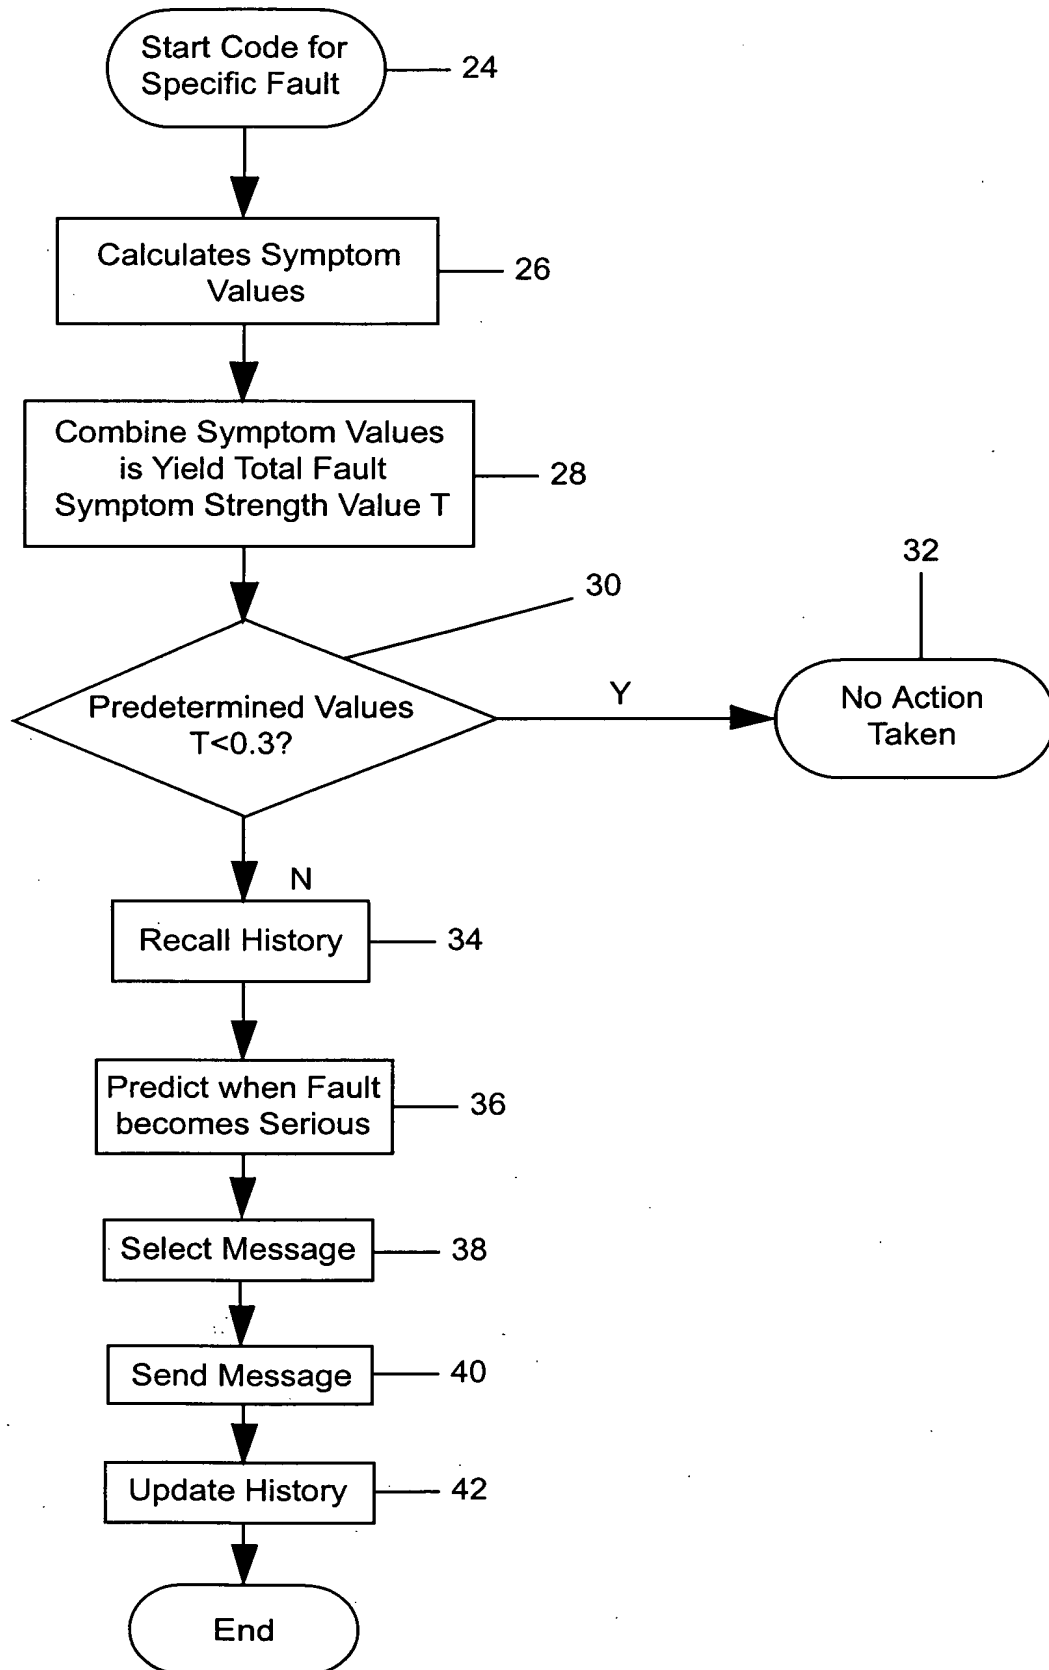 Start Code for
Specific Fault
24
Calculates Symptom
Values
26
Combine Symptom Values
is Yield Total Fault
Symptom Strength Value T
28
30
32
Predetermined Values
T<0.3?
Y
No Action
Taken
N
Recall History
34
Predict when Fault
becomes Serious
36
Select Message
38
Send Message
40
Update History
42
End